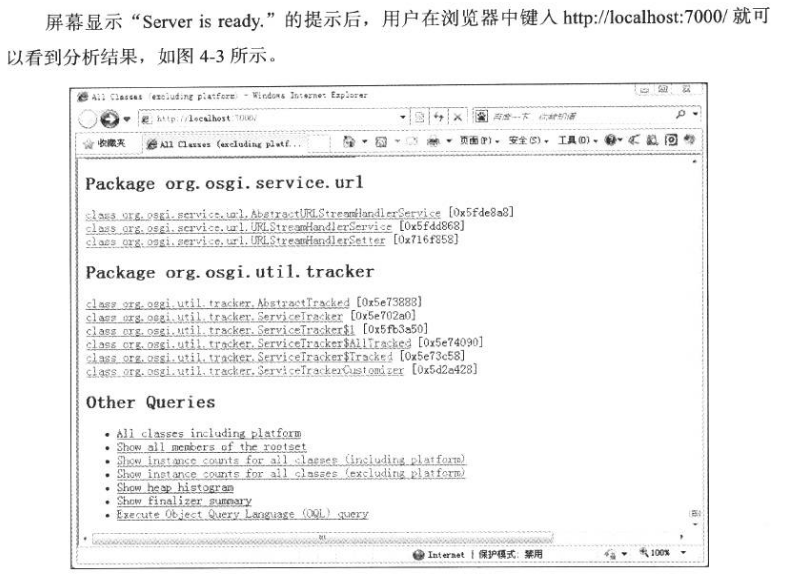 屏幕显示“Server is ready.”的提示后，用户在浏览器中键入 http://localhost:7000/ 就可
以看到分析结果，如图 4-3 所示。
All Classes (excluding platform) - Windows Internet Explorer
http://localhost:7000/
收藏夹 All Classes (excluding platf... 页面(P) 安全(S) 工具(O)
Package org.osgi.service.url
class org.osgi.service.url.AbstractURLStreamHandlerService [0x5fde8a8]
class org.osgi.service.url.URLStreamHandlerService [0x5fdd868]
class org.osgi.service.url.URLStreamHandlerSetter [0x716f858]
Package org.osgi.util.tracker
class org.osgi.util.tracker.AbstractTracked [0x5e73888]
class org.osgi.util.tracker.ServiceTracker [0x5e702a0]
class org.osgi.util.tracker.ServiceTracker$1 [0x5fb3a50]
class org.osgi.util.tracker.ServiceTracker$AllTracked [0x5e74090]
class org.osgi.util.tracker.ServiceTracker$Tracked [0x5e73c58]
class org.osgi.util.tracker.ServiceTrackerCustomizer [0x5d2a428]
Other Queries
• All classes including platform
• Show all members of the rootset
• Show instance counts for all classes (including platform)
• Show instance counts for all classes (excluding platform)
• Show heap histogram
• Show finalizer summary
• Execute Object Query Language (OQL) query
Internet | 保护模式: 禁用 100%